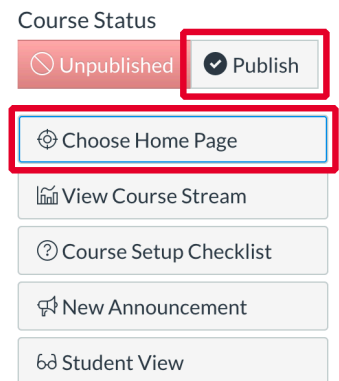 Course Status
Unpublished Publish
Choose Home Page
View Course Stream
Course Setup Checklist
New Announcement
Student View